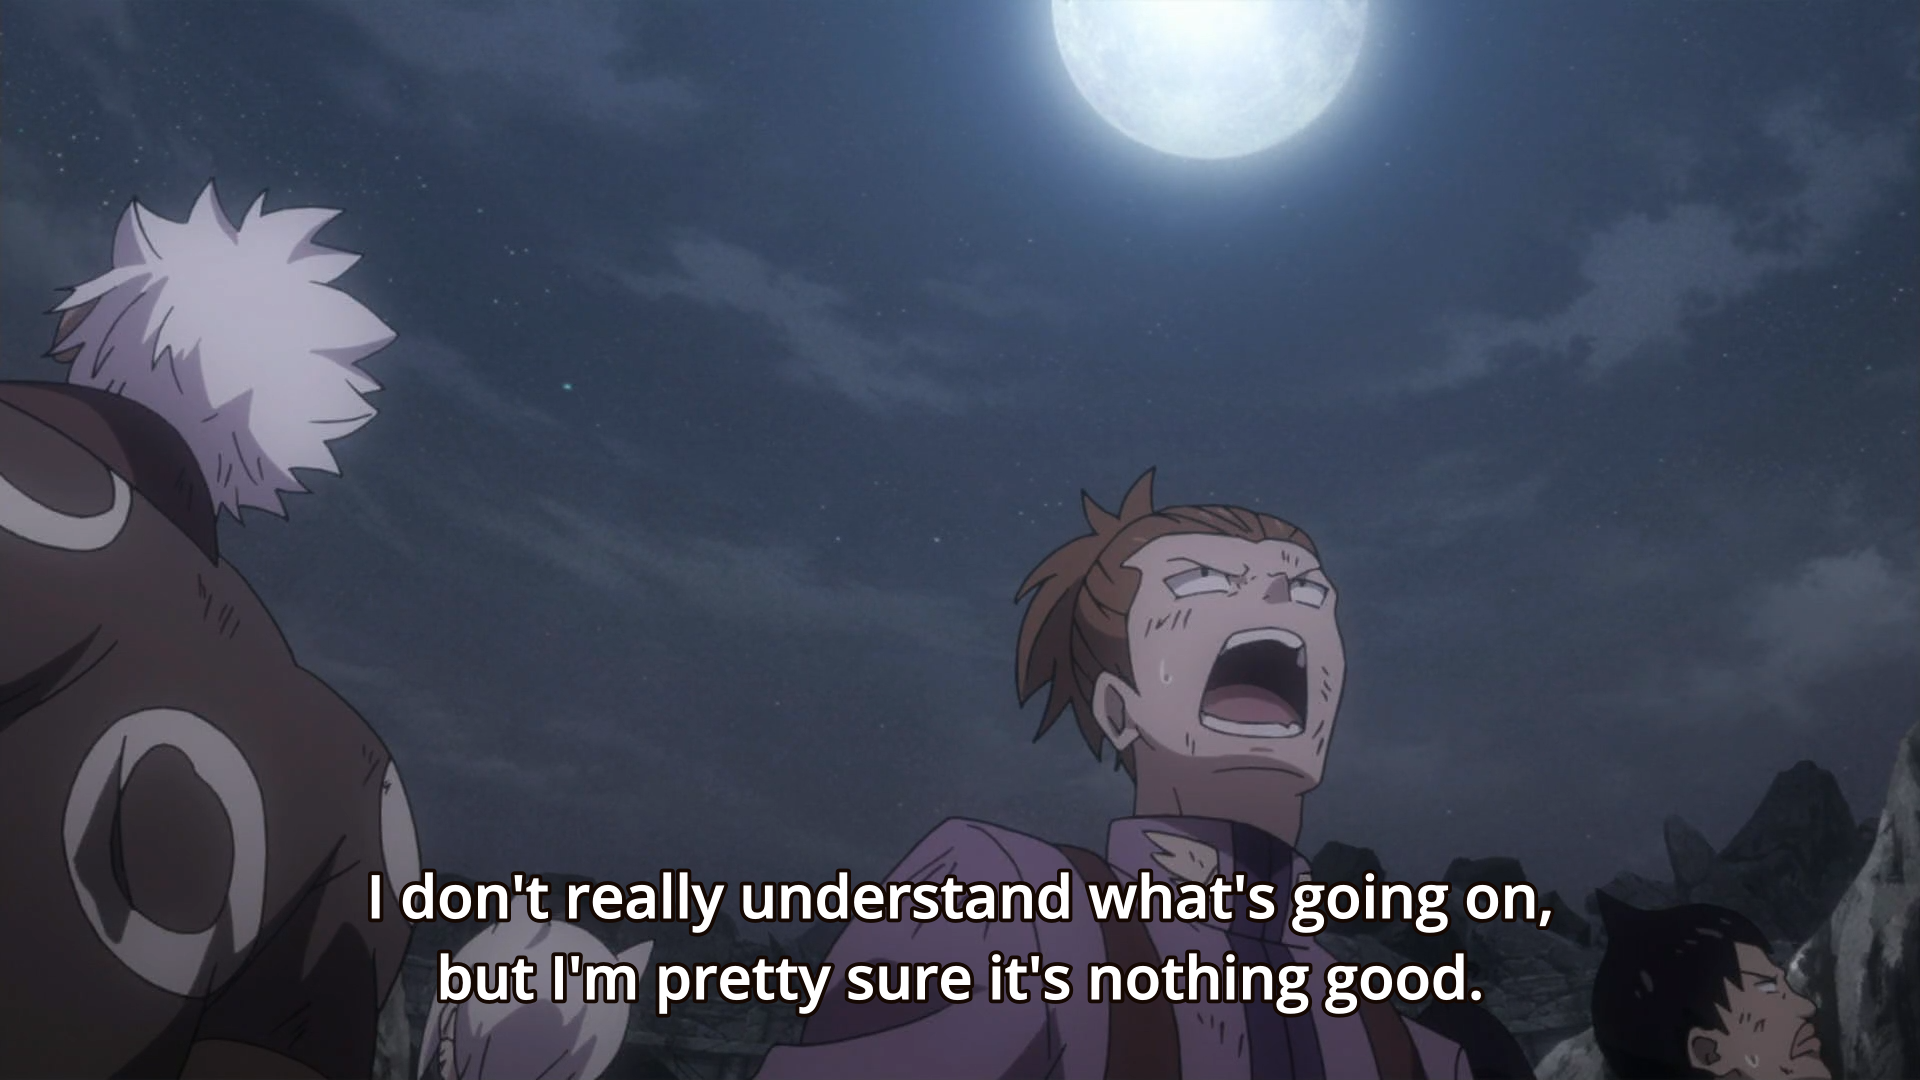 I don't really understand what's going on,
but I'm pretty sure it's nothing good.